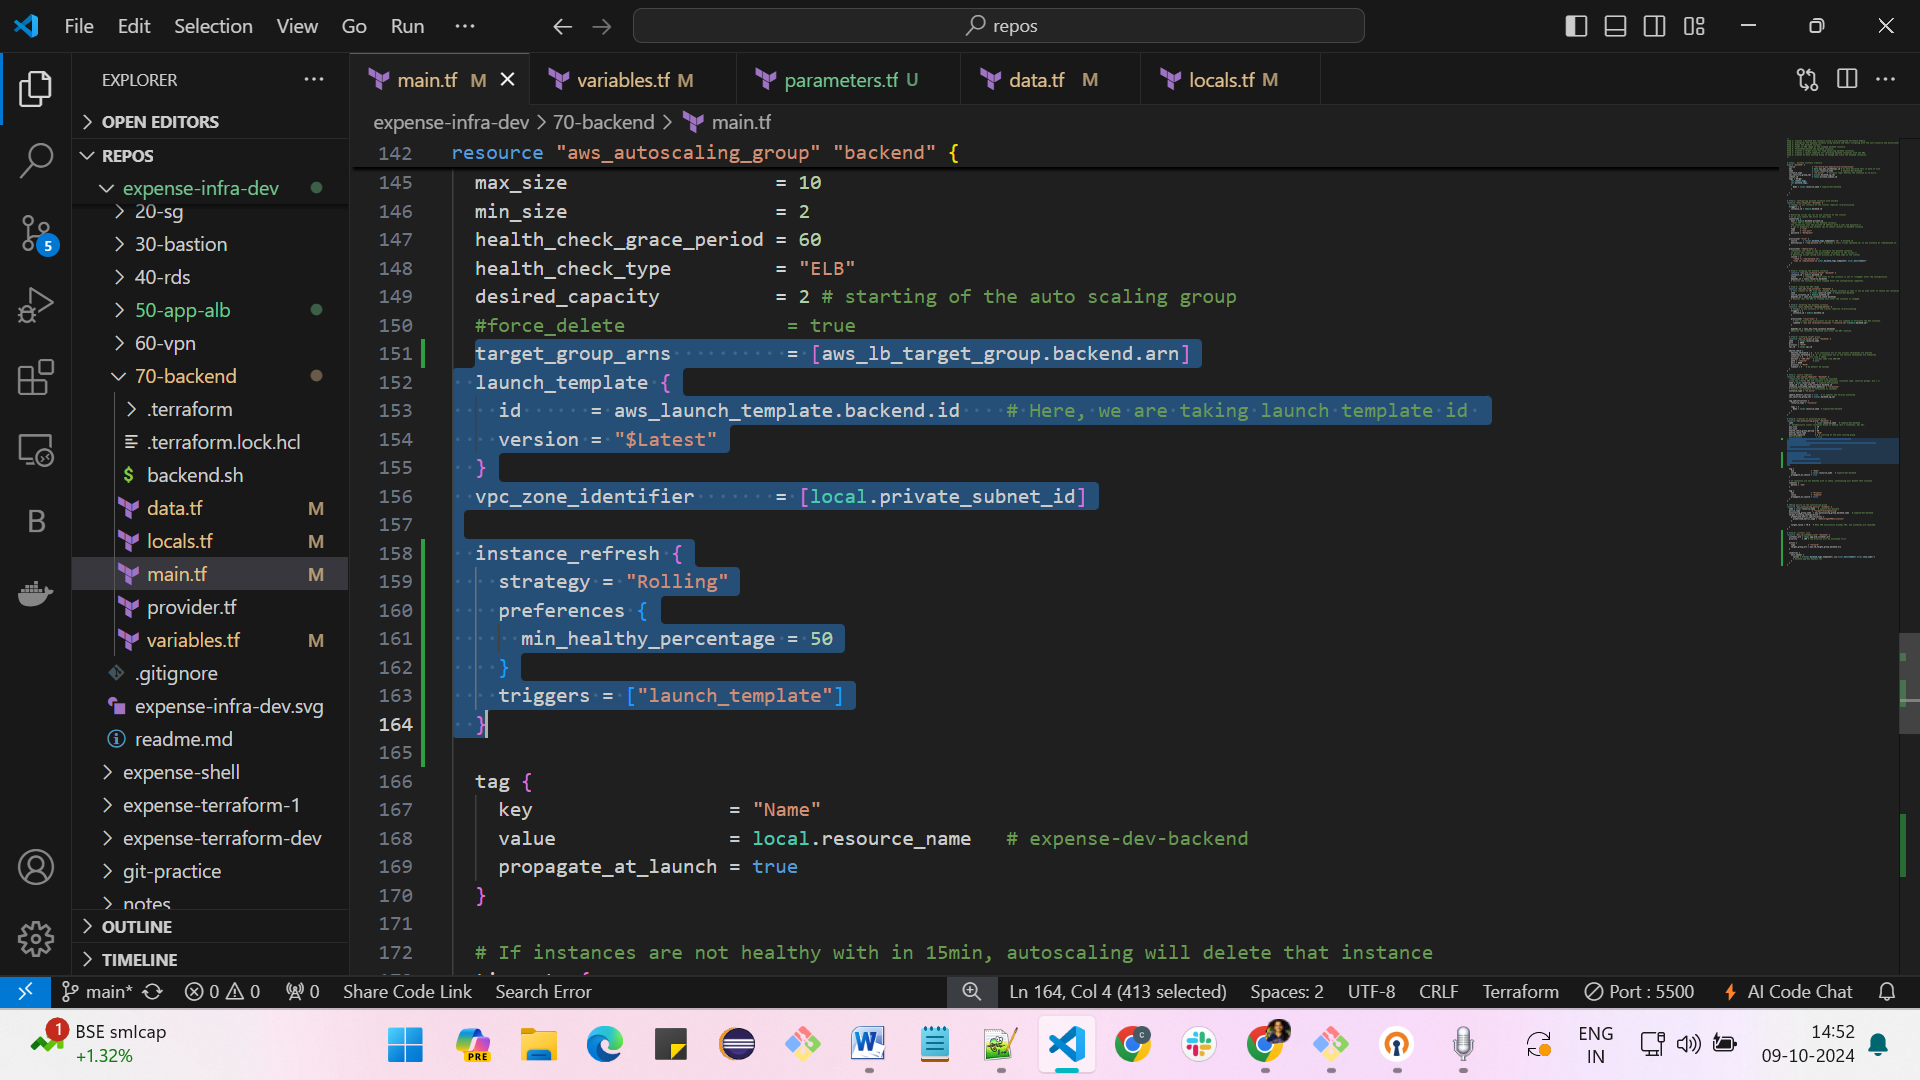 File Edit Selection View Go Run ···
repos
EXPLORER ···
main.tf M
variables.tf M
parameters.tf U
data.tf M
locals.tf M
OPEN EDITORS
REPOS
expense-infra-dev
20-sg
30-bastion
40-rds
50-app-alb
60-vpn
70-backend
.terraform
.terraform.lock.hcl
$ backend.sh
data.tf M
locals.tf M
main.tf M
provider.tf
variables.tf M
.gitignore
expense-infra-dev.svg
readme.md
expense-shell
expense-terraform-1
expense-terraform-dev
git-practice
notes
OUTLINE
TIMELINE
5
B
expense-infra-dev > 70-backend > main.tf
142 resource "aws_autoscaling_group" "backend" {
145 max_size = 10
146 min_size = 2
147 health_check_grace_period = 60
148 health_check_type = "ELB"
149 desired_capacity = 2 # starting of the auto scaling group
150 #force_delete = true
151 target_group_arns = [aws_lb_target_group.backend.arn]
152 launch_template {
153 id = aws_launch_template.backend.id # Here, we are taking launch template id
154 version = "$Latest"
155 }
156 vpc_zone_identifier = [local.private_subnet_id]
157
158 instance_refresh {
159 strategy = "Rolling"
160 preferences {
161 min_healthy_percentage = 50
162 }
163 triggers = ["launch_template"]
164 }
165
166 tag {
167 key = "Name"
168 value = local.resource_name # expense-dev-backend
169 propagate_at_launch = true
170 }
171
172 # If instances are not healthy with in 15min, autoscaling will delete that instance
main* 0 0 0 Share Code Link Search Error
Ln 164, Col 4 (413 selected) Spaces: 2 UTF-8 CRLF Terraform Port : 5500 AI Code Chat
1
BSE smlcap
+1.32%
PRE
W
C
ENG
IN
14:52
09-10-2024